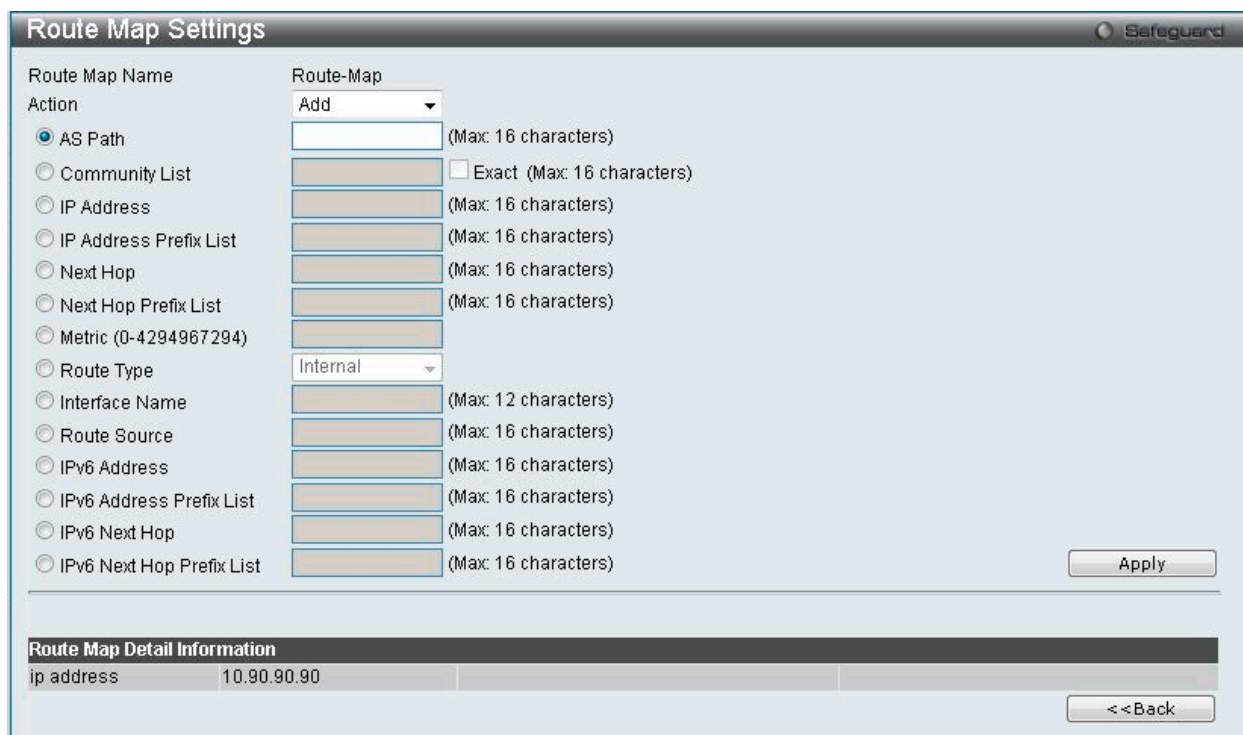 Route Map Settings Safeguard
Route Map Name Route-Map
Action Add
AS Path (Max: 16 characters)
Community List Exact (Max: 16 characters)
IP Address (Max: 16 characters)
IP Address Prefix List (Max: 16 characters)
Next Hop (Max: 16 characters)
Next Hop Prefix List (Max: 16 characters)
Metric (0-4294967294)
Route Type Internal
Interface Name (Max: 12 characters)
Route Source (Max: 16 characters)
IPv6 Address (Max: 16 characters)
IPv6 Address Prefix List (Max: 16 characters)
IPv6 Next Hop (Max: 16 characters)
IPv6 Next Hop Prefix List (Max: 16 characters) Apply
Route Map Detail Information
ip address 10.90.90.90
<<Back